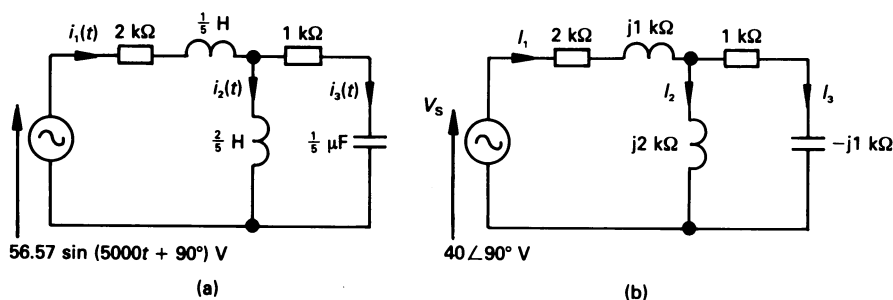 i₁(t) 2 kΩ 1/5 H 1 kΩ
i₂(t) i₃(t)
2/5 H 1/5 μF
56.57 sin (5000t + 90°) V
(a)
I₁ 2 kΩ j1 kΩ 1 kΩ
V_S I₂ I₃
j2 kΩ −j1 kΩ
40∠90° V
(b)